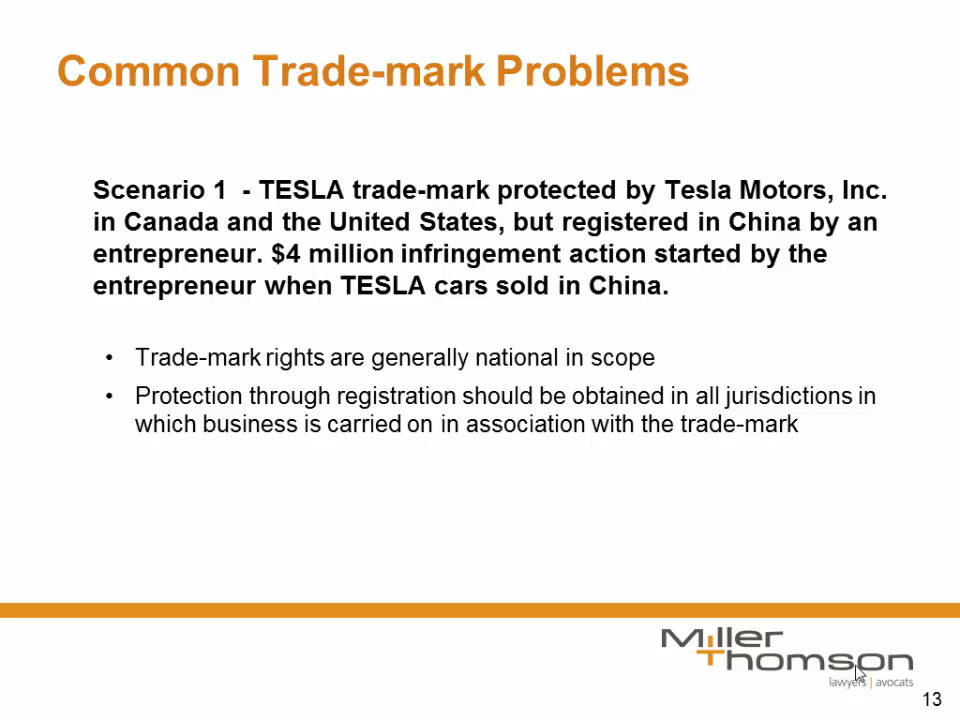 Common Trade-mark Problems
Scenario 1 - TESLA trade-mark protected by Tesla Motors, Inc.
in Canada and the United States, but registered in China by an
entrepreneur. $4 million infringement action started by the
entrepreneur when TESLA cars sold in China.
• Trade-mark rights are generally national in scope
• Protection through registration should be obtained in all jurisdictions in
which business is carried on in association with the trade-mark
Miller
Thomson
lawyers | avocats
13